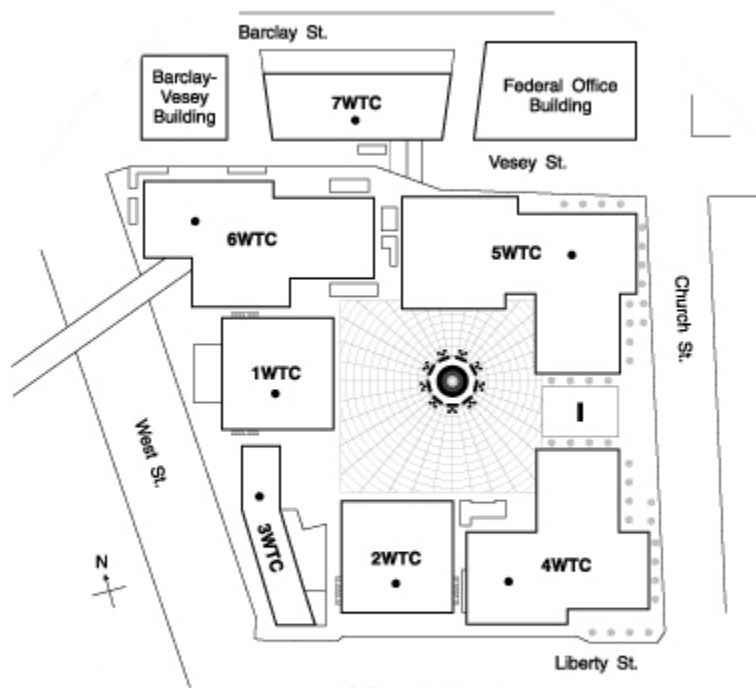 Barclay St.
Barclay-
Vesey
Building
7WTC
Federal Office
Building
Vesey St.
6WTC
5WTC
Church St.
1WTC
West St.
3WTC
N
2WTC
4WTC
Liberty St.